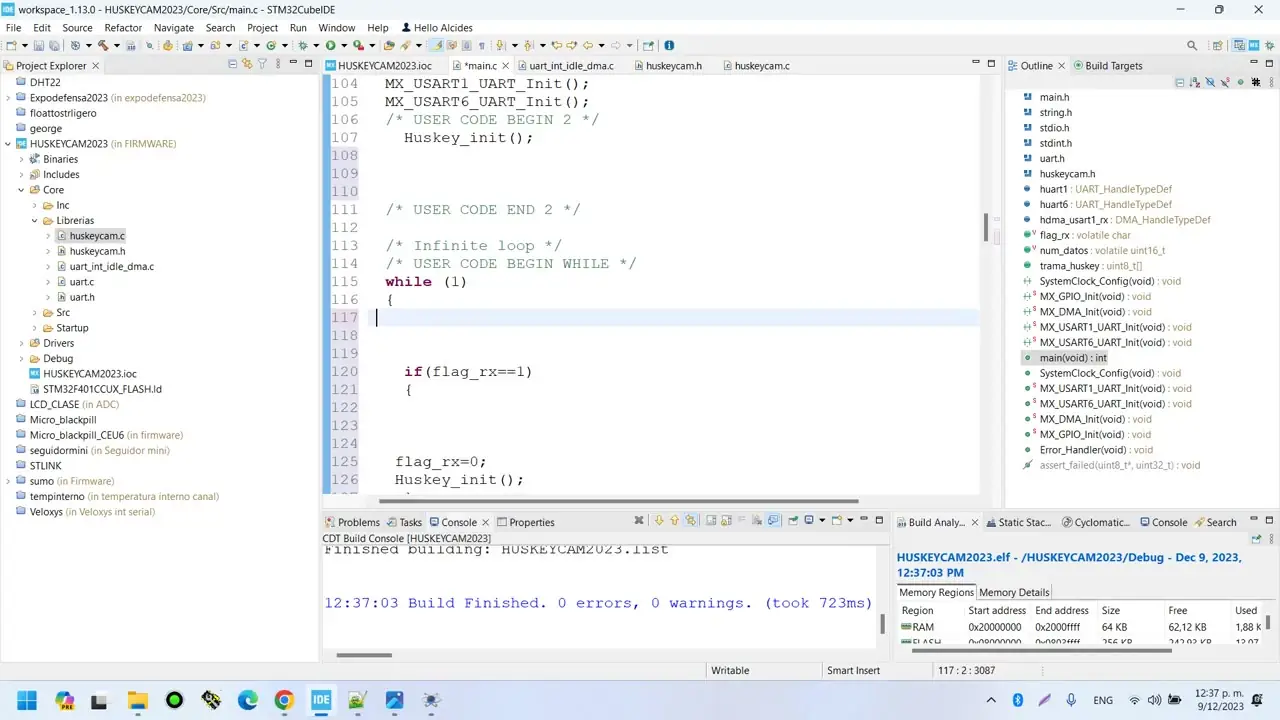 workspace_1.13.0 - HUSKEYCAM2023/Core/Src/main.c - STM32CubeIDE
File Edit Source Refactor Navigate Search Project Run Window Help Hello Alcides
Project Explorer
DHT22
Expodefensa2023 (in expodefensa2023)
floattostrligero
george
HUSKEYCAM2023 (in FIRMWARE)
Binaries
Includes
Core
Inc
Librerias
huskeycam.c
huskeycam.h
uart_int_idle_dma.c
uart.c
uart.h
Src
Startup
Drivers
Debug
HUSKEYCAM2023.ioc
STM32F401CCUX_FLASH.ld
LCD_CLASE (in ADC)
Micro_blackpill
Micro_blackpill_CEU6 (in firmware)
seguidormini (in Seguidor mini)
STLINK
sumo (in Firmware)
tempinterno (in temperatura interno canal)
Veloxys (in Veloxys int serial)
HUSKEYCAM2023.ioc *main.c uart_int_idle_dma.c huskeycam.h huskeycam.c
104 MX_USART1_UART_Init();
105 MX_USART6_UART_Init();
106 /* USER CODE BEGIN 2 */
107 Huskey_init();
108
109
110
111 /* USER CODE END 2 */
112
113 /* Infinite loop */
114 /* USER CODE BEGIN WHILE */
115 while (1)
116 {
117
118
119
120 if(flag_rx==1)
121 {
122
123
124
125 flag_rx=0;
126 Huskey_init();
Outline Build Targets
main.h
string.h
stdio.h
stdint.h
uart.h
huskeycam.h
huart1 : UART_HandleTypeDef
huart6 : UART_HandleTypeDef
hdma_usart1_rx : DMA_HandleTypeDef
flag_rx : volatile char
num_datos : volatile uint16_t
trama_huskey : uint8_t[]
SystemClock_Config(void) : void
MX_GPIO_Init(void) : void
MX_DMA_Init(void) : void
MX_USART1_UART_Init(void) : void
MX_USART6_UART_Init(void) : void
main(void) : int
SystemClock_Config(void) : void
MX_USART1_UART_Init(void) : void
MX_USART6_UART_Init(void) : void
MX_DMA_Init(void) : void
MX_GPIO_Init(void) : void
Error_Handler(void) : void
assert_failed(uint8_t*, uint32_t) : void
Problems Tasks Console Properties
CDT Build Console [HUSKEYCAM2023]
Finished building: HUSKEYCAM2023.list
12:37:03 Build Finished. 0 errors, 0 warnings. (took 723ms)
Build Analy... Static Stac... Cyclomatic... Console Search
HUSKEYCAM2023.elf - /HUSKEYCAM2023/Debug - Dec 9, 2023,
12:37:03 PM
Memory Regions Memory Details
Region Start address End address Size Free Used
RAM 0x20000000 0x2000ffff 64 KB 62,12 KB 1,88 K
FLASH 0x08000000 0x0803ffff 256 KB 242,93 KB 13,07
Writable Smart Insert 117 : 2 : 3087
IDE ENG 12:37 p. m.
9/12/2023